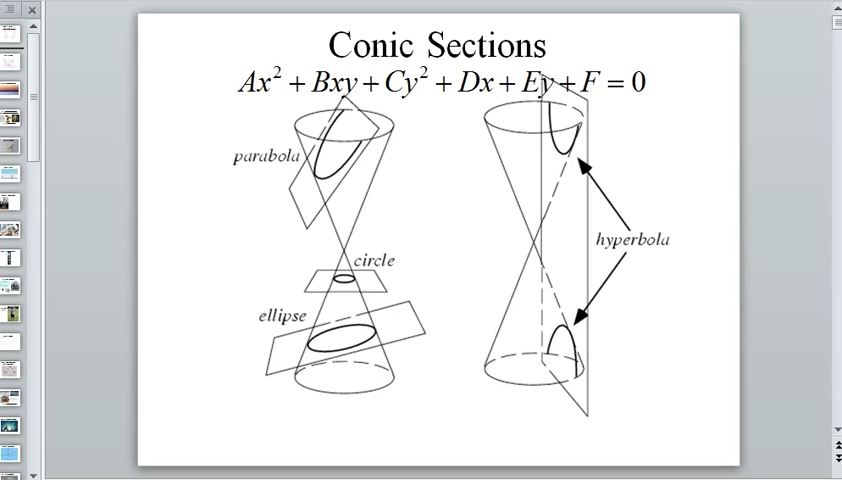 Conic Sections
Ax² + Bxy + Cy² + Dx + Ey + F = 0
parabola
circle
ellipse
hyperbola